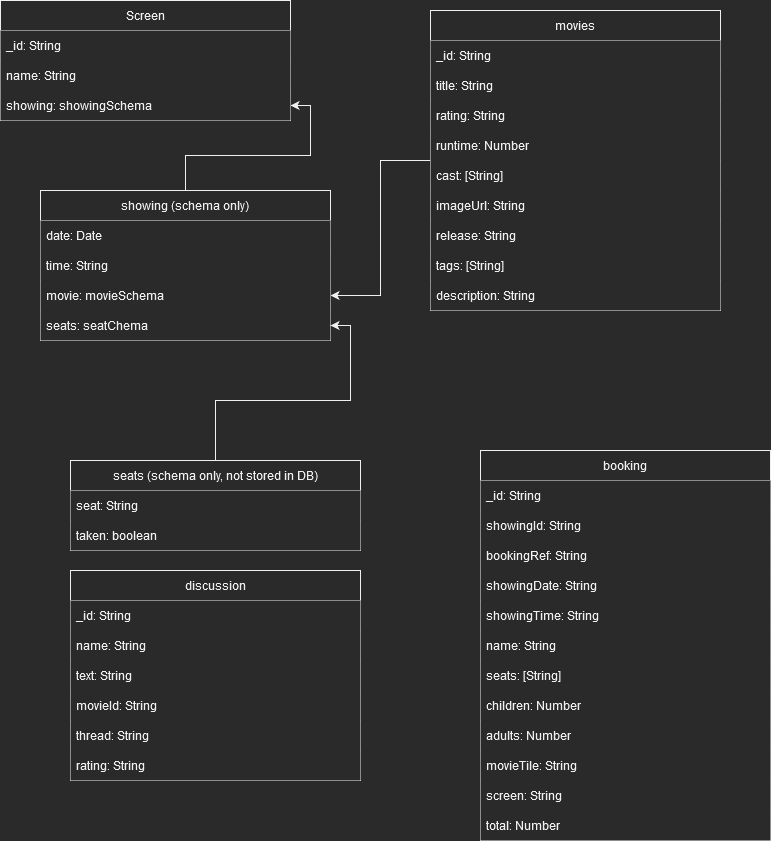 Screen
_id: String
name: String
showing: showingSchema
movies
_id: String
title: String
rating: String
runtime: Number
cast: [String]
imageUrl: String
release: String
tags: [String]
description: String
showing (schema only)
date: Date
time: String
movie: movieSchema
seats: seatChema
seats (schema only, not stored in DB)
seat: String
taken: boolean
discussion
_id: String
name: String
text: String
movieId: String
thread: String
rating: String
booking
_id: String
showingId: String
bookingRef: String
showingDate: String
showingTime: String
name: String
seats: [String]
children: Number
adults: Number
movieTile: String
screen: String
total: Number